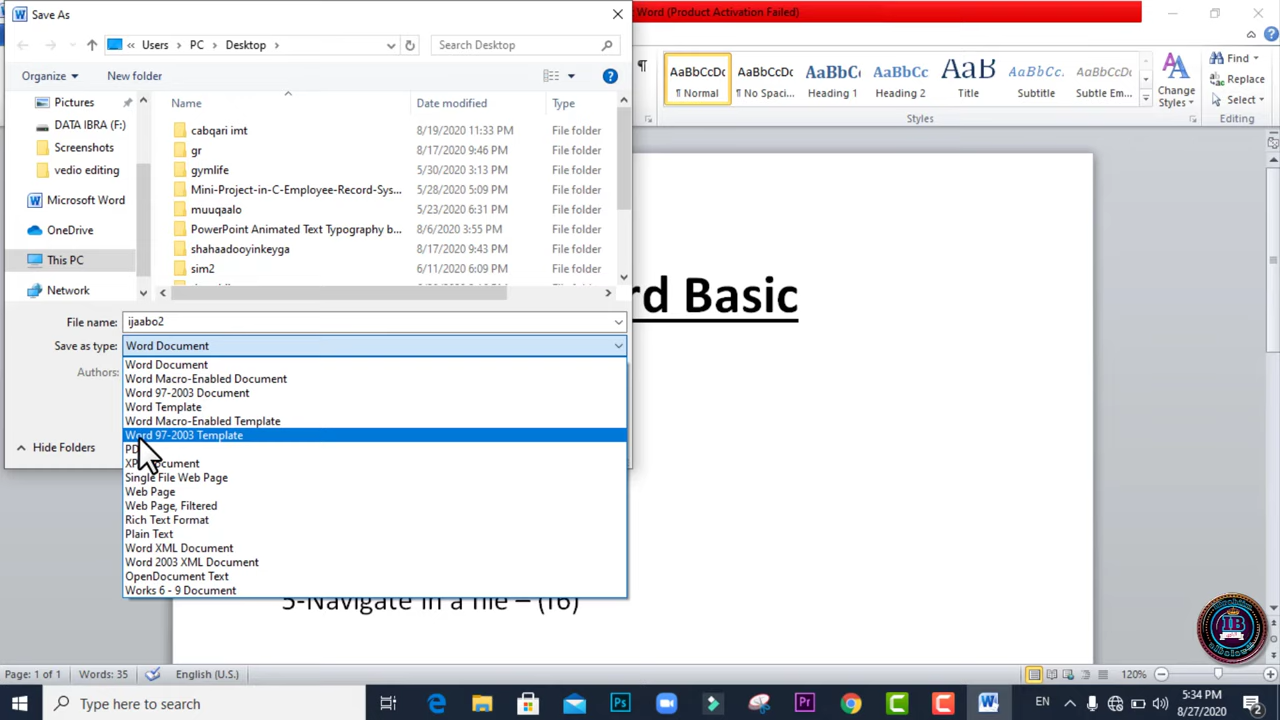 Save As
Word (Product Activation Failed)
Users
PC
Desktop
Search Desktop
Organize
New folder
Find
Replace
Select
Editing
AaBbCcDc
¶ Normal
AaBbCcDc
¶ No Spaci...
AaBbC
Heading 1
AaBbCc
Heading 2
AaB
Title
AaBbCc.
Subtitle
AaBbCcDc
Subtle Em...
Change
Styles
Styles
Pictures
DATA IBRA (F:)
Screenshots
vedio editing
Microsoft Word
OneDrive
This PC
Network
Name
Date modified
Type
cabqari imt
8/19/2020 11:33 PM
File folder
gr
8/17/2020 9:46 PM
File folder
gymlife
5/30/2020 3:13 PM
File folder
Mini-Project-in-C-Employee-Record-Sys...
5/28/2020 5:09 PM
File folder
muuqaalo
5/23/2020 6:31 PM
File folder
PowerPoint Animated Text Typography b...
8/6/2020 3:55 PM
File folder
shahaadooyinkeyga
8/17/2020 9:43 PM
File folder
sim2
6/11/2020 6:09 PM
File folder
rd Basic
File name:
ijaabo2
Save as type:
Word Document
Authors:
Hide Folders
Word Document
Word Macro-Enabled Document
Word 97-2003 Document
Word Template
Word Macro-Enabled Template
Word 97-2003 Template
PD
XP ocument
Single File Web Page
Web Page
Web Page, Filtered
Rich Text Format
Plain Text
Word XML Document
Word 2003 XML Document
OpenDocument Text
Works 6 - 9 Document
5-Navigate in a file – (16)
IB
Page: 1 of 1
Words: 35
English (U.S.)
120%
Type here to search
EN
5:34 PM
8/27/2020
2